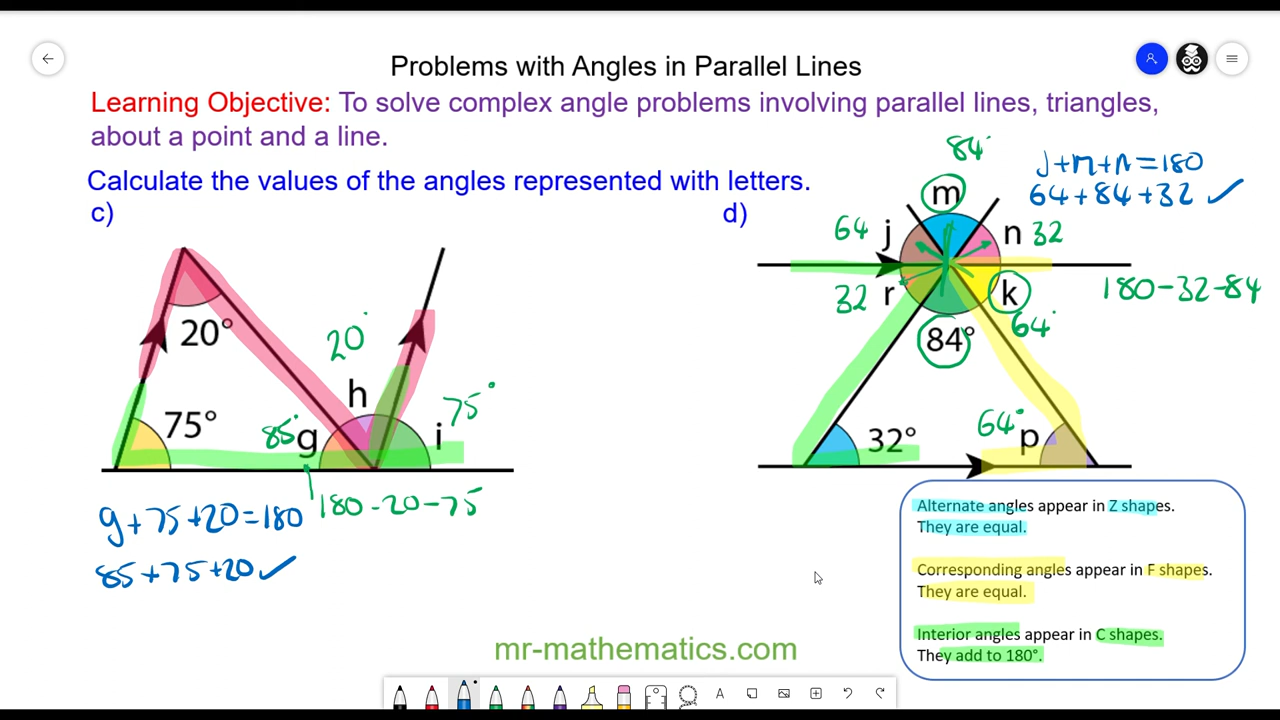 Problems with Angles in Parallel Lines
Learning Objective: To solve complex angle problems involving parallel lines, triangles,
about a point and a line.
Calculate the values of the angles represented with letters.
c)
20°
75°
20°
h
85°
g
i
75°
180-20-75
g+75+20=180
85+75+20✓
d)
84°
j+m+n=180
64+84+32 ✓
m
64 j
n 32
32 r
k
180-32-84
64°
84°
32°
64°
p
Alternate angles appear in Z shapes.
They are equal.
Corresponding angles appear in F shapes.
They are equal.
Interior angles appear in C shapes.
They add to 180°.
mr-mathematics.com
A